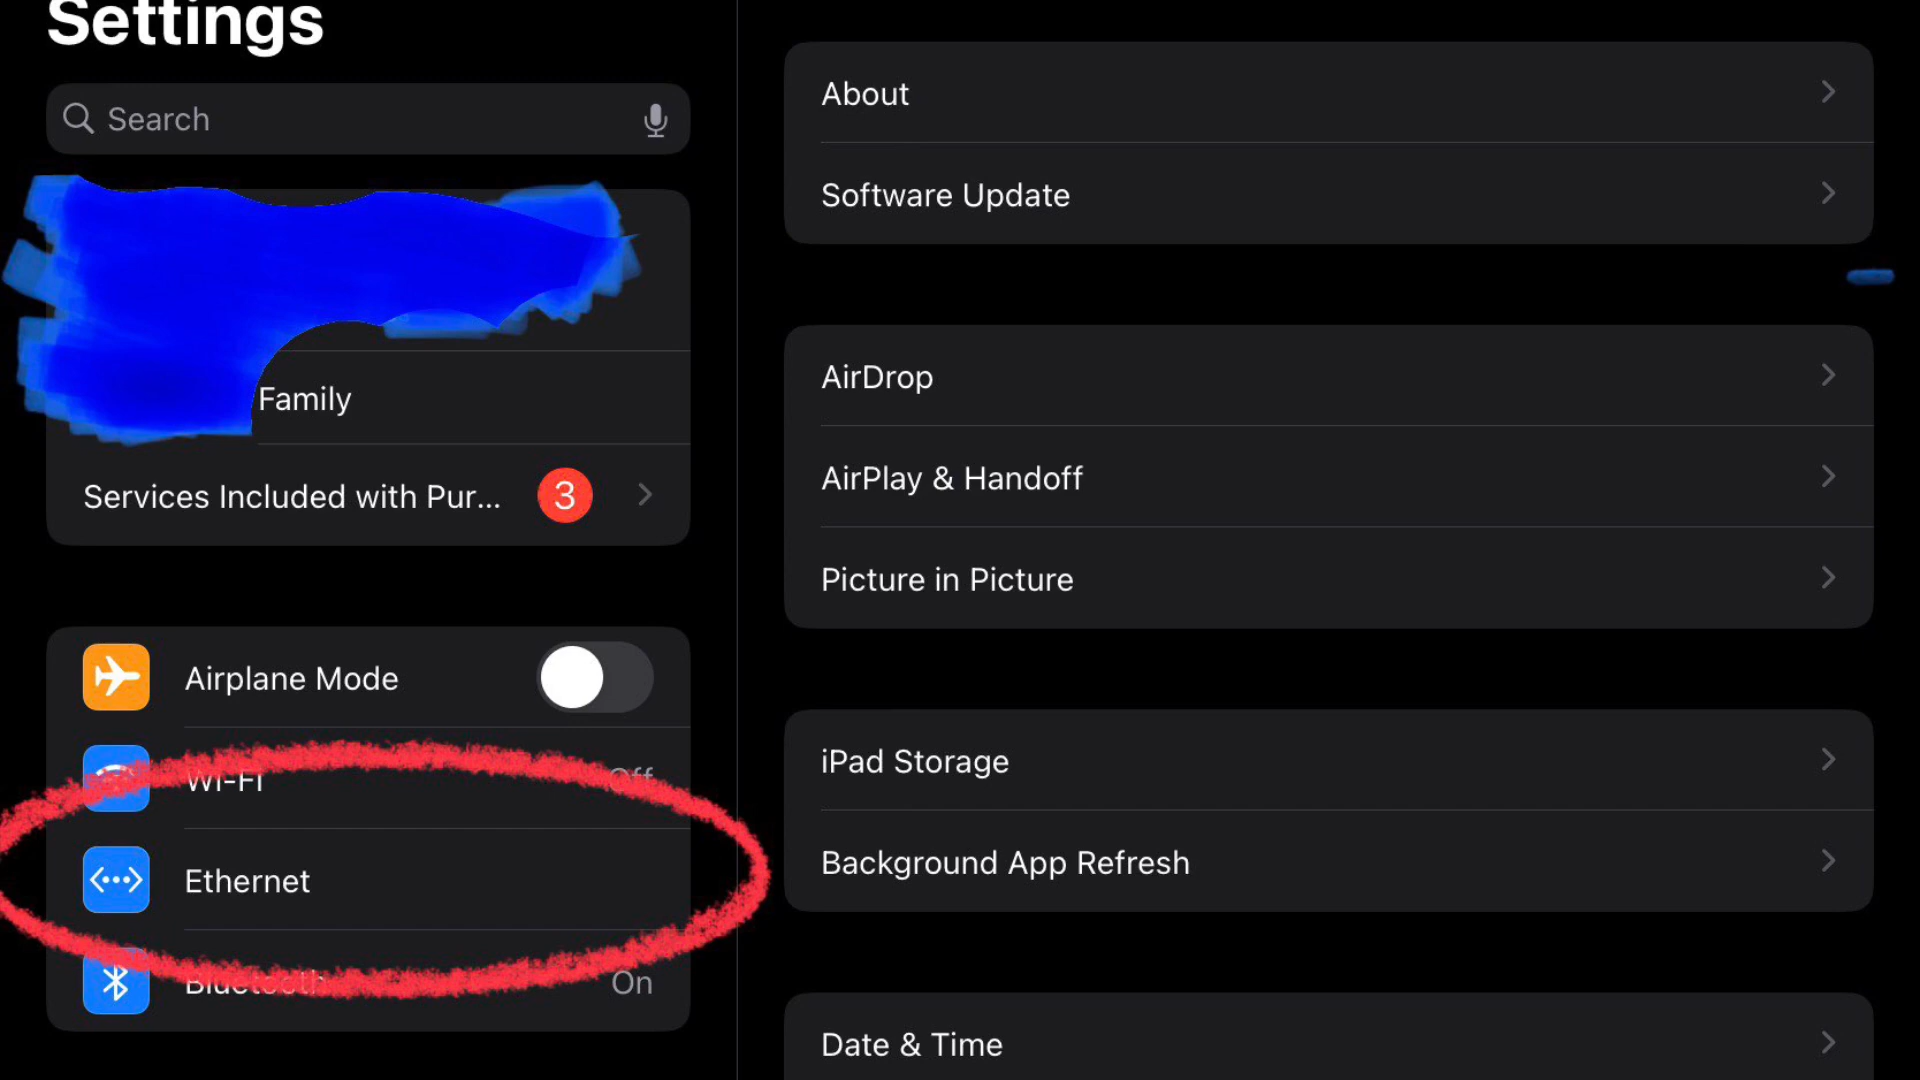 Settings
Search
Family
Services Included with Pur...
3
Airplane Mode
Wi-Fi
Off
Ethernet
Bluetooth
On
About
Software Update
AirDrop
AirPlay & Handoff
Picture in Picture
iPad Storage
Background App Refresh
Date & Time